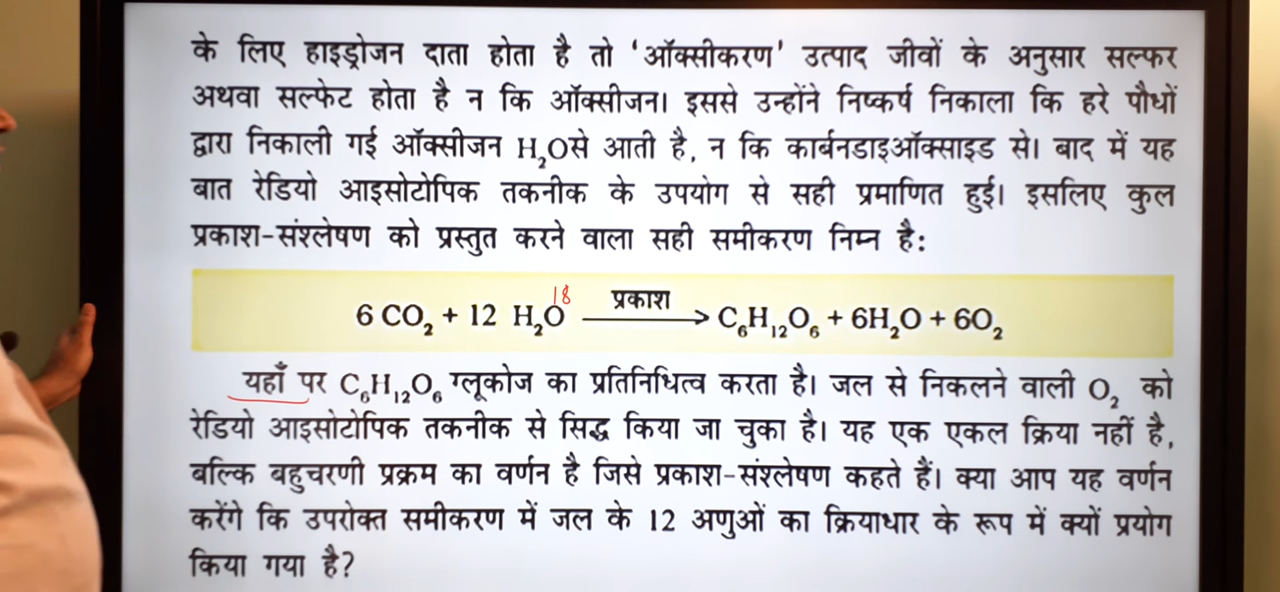 के लिए हाइड्रोजन दाता होता है तो 'ऑक्सीकरण' उत्पाद जीवों के अनुसार सल्फर
अथवा सल्फेट होता है न कि ऑक्सीजन। इससे उन्होंने निष्कर्ष निकाला कि हरे पौधों
द्वारा निकाली गई ऑक्सीजन H₂Oसे आती है, न कि कार्बनडाइऑक्साइड से। बाद में यह
बात रेडियो आइसोटोपिक तकनीक के उपयोग से सही प्रमाणित हुई। इसलिए कुल
प्रकाश-संश्लेषण को प्रस्तुत करने वाला सही समीकरण निम्न है:
6 CO₂ + 12 H₂O¹⁸ प्रकाश ⟶ C₆H₁₂O₆ + 6H₂O + 6O₂
यहाँ पर C₆H₁₂O₆ ग्लूकोज का प्रतिनिधित्व करता है। जल से निकलने वाली O₂ को
रेडियो आइसोटोपिक तकनीक से सिद्ध किया जा चुका है। यह एक एकल क्रिया नहीं है,
बल्कि बहुचरणी प्रक्रम का वर्णन है जिसे प्रकाश-संश्लेषण कहते हैं। क्या आप यह वर्णन
करेंगे कि उपरोक्त समीकरण में जल के 12 अणुओं का क्रियाधार के रूप में क्यों प्रयोग
किया गया है?